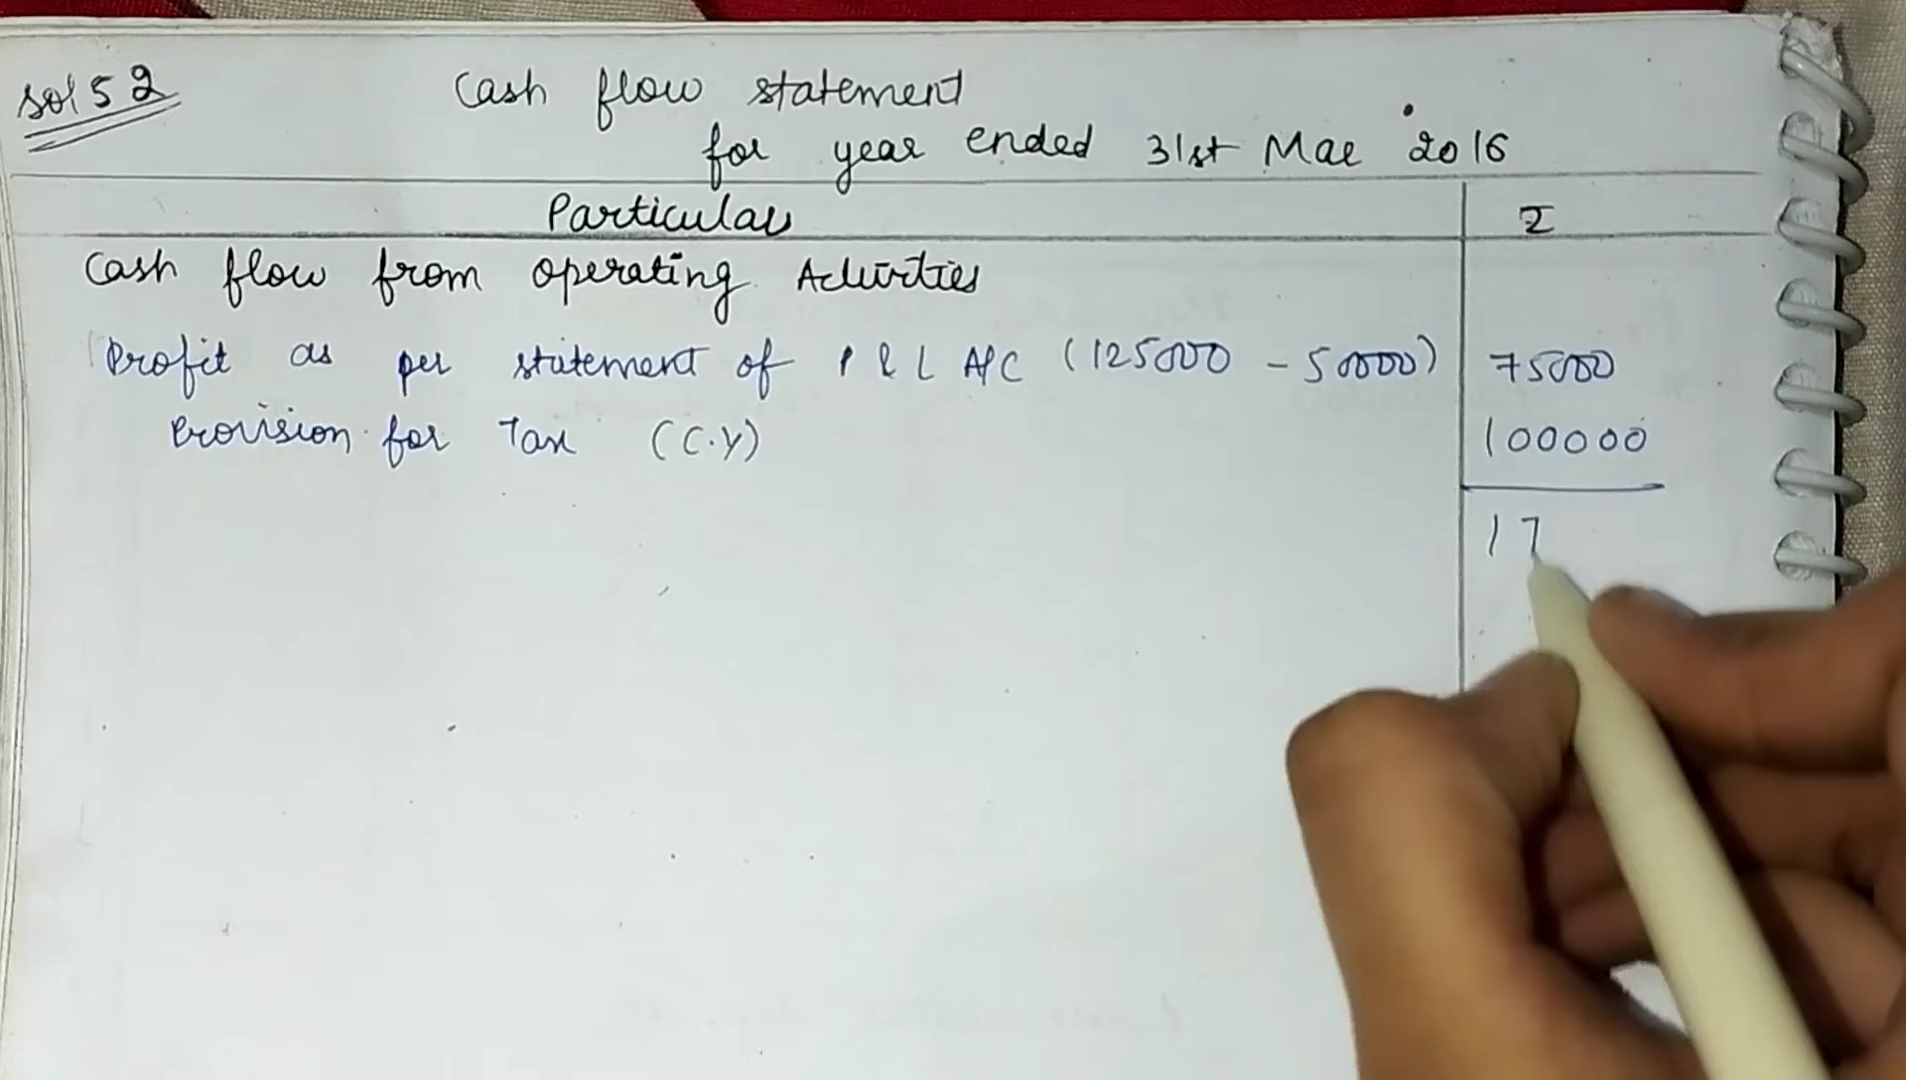 Sol 52
Cash flow statement
for year ended 31st Mar 2016
Particular ₹
Cash flow from operating Activities
Profit as per statement of P & L A/C (125000 - 50000) 75000
Provision for Tax (C.Y) 100000
17